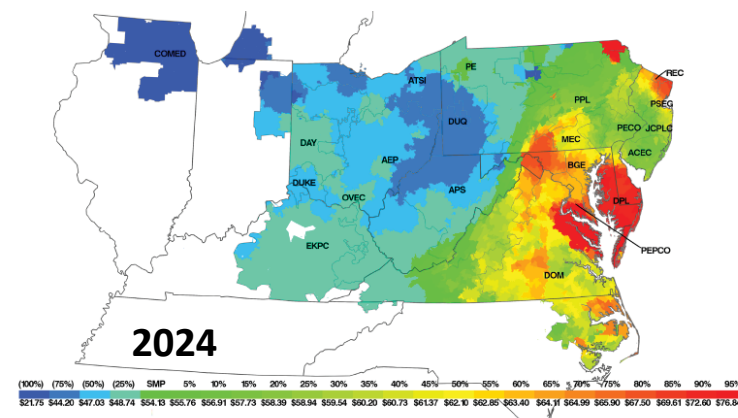 COMED
ATSI
PE
REC
PPL
PSEG
DUQ
PECO
JCPLC
DAY
MEC
AEP
BGE
ACEC
DUKE
APS
OVEC
DPL
EKPC
PEPCO
DOM
2024
(100%) (75%) (50%) (25%) SMP 5% 10% 15% 20% 25% 30% 35% 40% 45% 50% 55% 60% 65% 70% 75% 80% 85% 90% 95%
$21.75 $44.20 $47.03 $48.74 $54.13 $55.76 $56.91 $57.73 $58.39 $58.94 $59.54 $60.20 $60.73 $61.37 $62.10 $62.85 $63.40 $64.11 $64.99 $65.90 $67.50 $69.61 $72.60